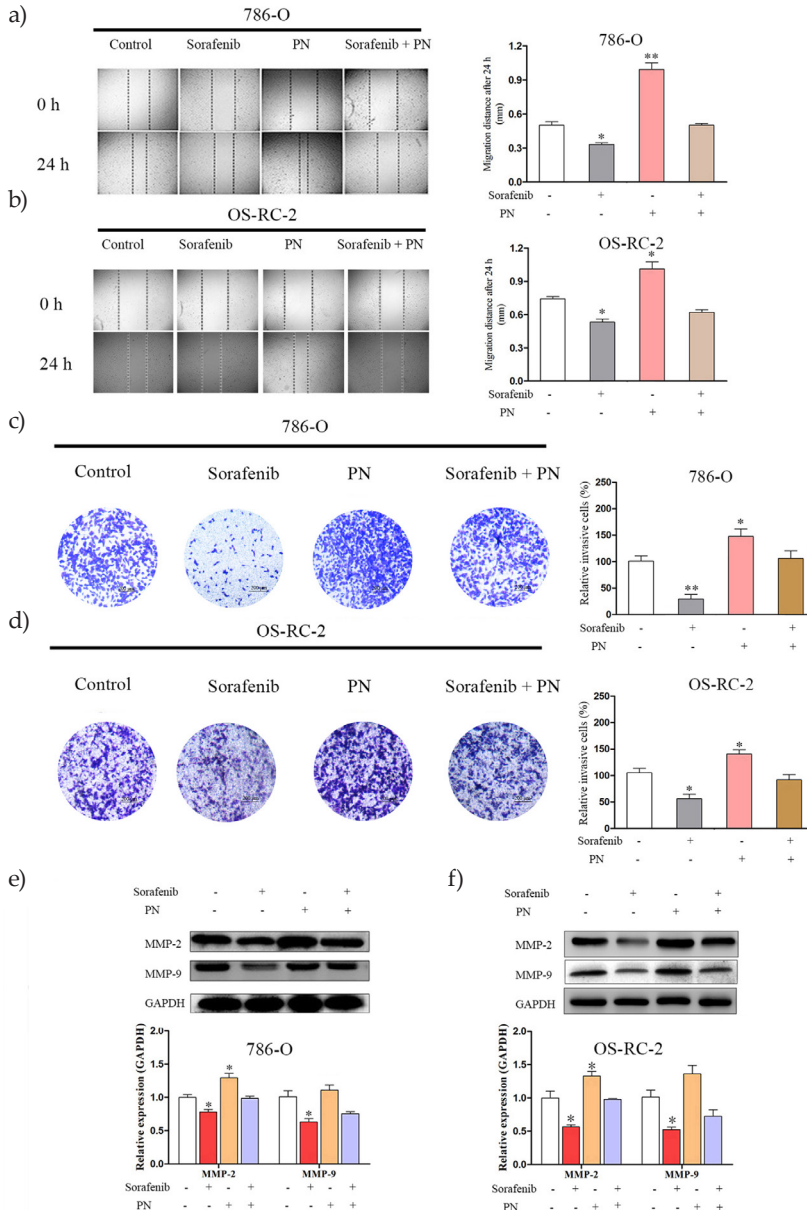 a)
786-O
Control Sorafenib PN Sorafenib + PN
0 h
24 h
786-O
Migration distance after 24 h
(mm)
1.2
0.9
0.6
0.3
0.0
** 
*
Sorafenib - + - +
PN - - + +
b)
OS-RC-2
Control Sorafenib PN Sorafenib + PN
0 h
24 h
OS-RC-2
Migration distance after 24 h
(mm)
1.2
0.9
0.6
0.3
0.0
*
*
Sorafenib - + - +
PN - - + +
c)
786-O
Control Sorafenib PN Sorafenib + PN
786-O
Relative invasive cells (%)
250
200
150
100
50
0
*
**
Sorafenib - + - +
PN - - + +
d)
OS-RC-2
Control Sorafenib PN Sorafenib + PN
OS-RC-2
Relative invasive cells (%)
250
200
150
100
50
0
*
*
Sorafenib - + - +
PN - - + +
e)
Sorafenib - + - +
PN - - + +
MMP-2
MMP-9
GAPDH
786-O
Relative expression (GAPDH)
2.0
1.5
1.0
0.5
0.0
* * *
MMP-2 MMP-9
Sorafenib - + - + - + - +
PN - - + + - - + +
f)
Sorafenib - + - +
PN - - + +
MMP-2
MMP-9
GAPDH
OS-RC-2
Relative expression (GAPDH)
2.0
1.5
1.0
0.5
0.0
* * *
MMP-2 MMP-9
Sorafenib - + - + - + - +
PN - - + + - - + +